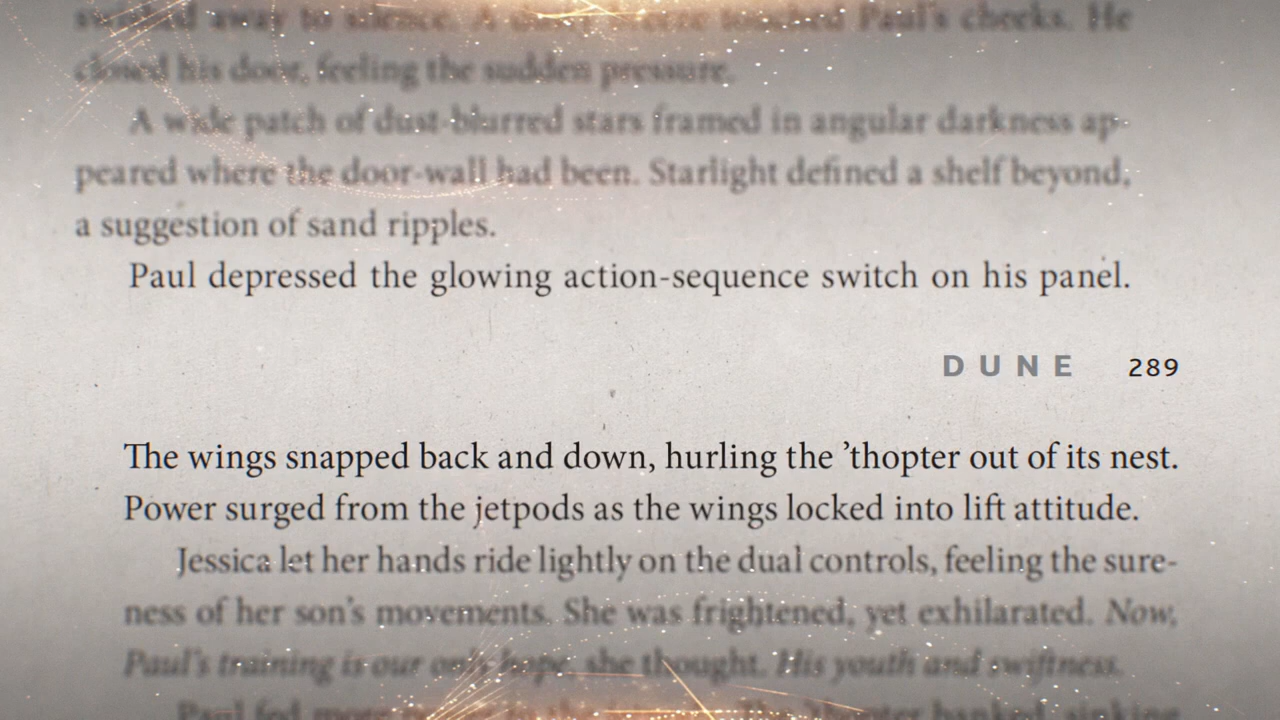 away to silence. A touched Paul's cheeks. He
closed his door, feeling the sudden pressure.
A wide patch of dust-blurred stars framed in angular darkness ap-
peared where the door-wall had been. Starlight defined a shelf beyond,
a suggestion of sand ripples.
Paul depressed the glowing action-sequence switch on his panel.
DUNE 289
The wings snapped back and down, hurling the ’thopter out of its nest.
Power surged from the jetpods as the wings locked into lift attitude.
Jessica let her hands ride lightly on the dual controls, feeling the sure-
ness of her son’s movements. She was frightened, yet exhilarated. Now,
Paul’s training is our only hope, she thought. His youth and swiftness.
Paul fed more banked, sinking